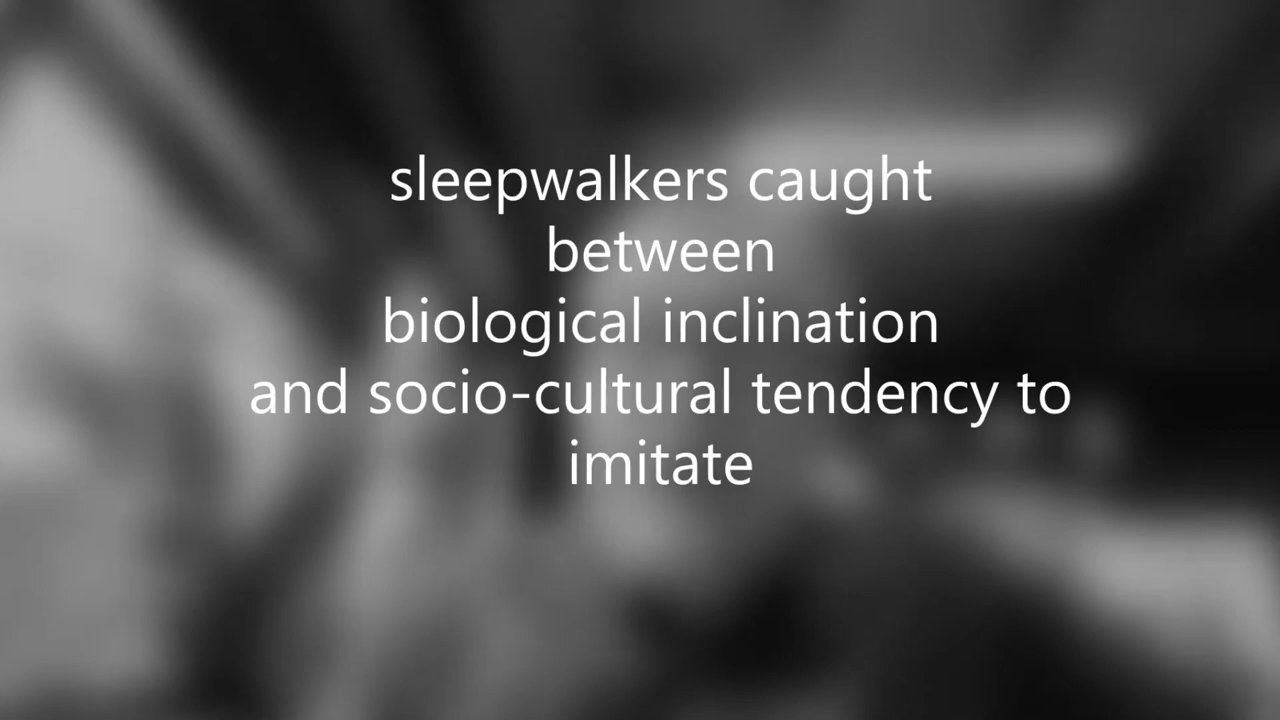 sleepwalkers caught
between
biological inclination
and socio-cultural tendency to
imitate